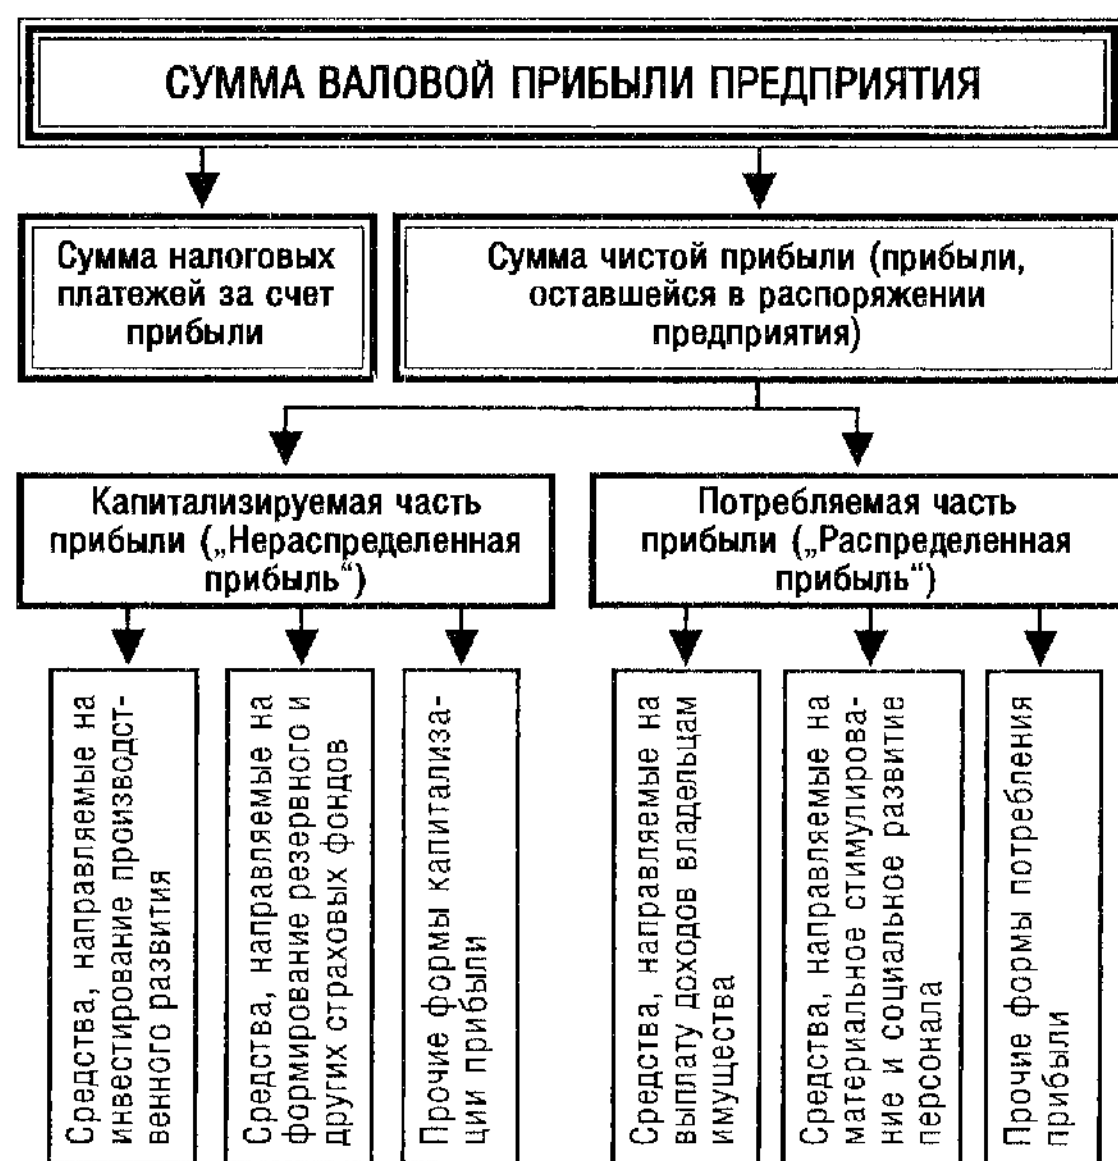 СУММА ВАЛОВОЙ ПРИБЫЛИ ПРЕДПРИЯТИЯ
Сумма налоговых
платежей за счет
прибыли
Сумма чистой прибыли (прибыли,
оставшейся в распоряжении
предприятия)
Капитализируемая часть
прибыли („Нераспределенная
прибыль“)
Потребляемая часть
прибыли („Распределенная
прибыль“)
Средства, направляемые на
инвестирование производст-
венного развития
Средства, направляемые на
формирование резервного и
других страховых фондов
Прочие формы капитализа-
ции прибыли
Средства, направляемые на
выплату доходов владельцам
имущества
Средства, направляемые на
материальное стимулирова-
ние и социальное развитие
персонала
Прочие формы потребления
прибыли